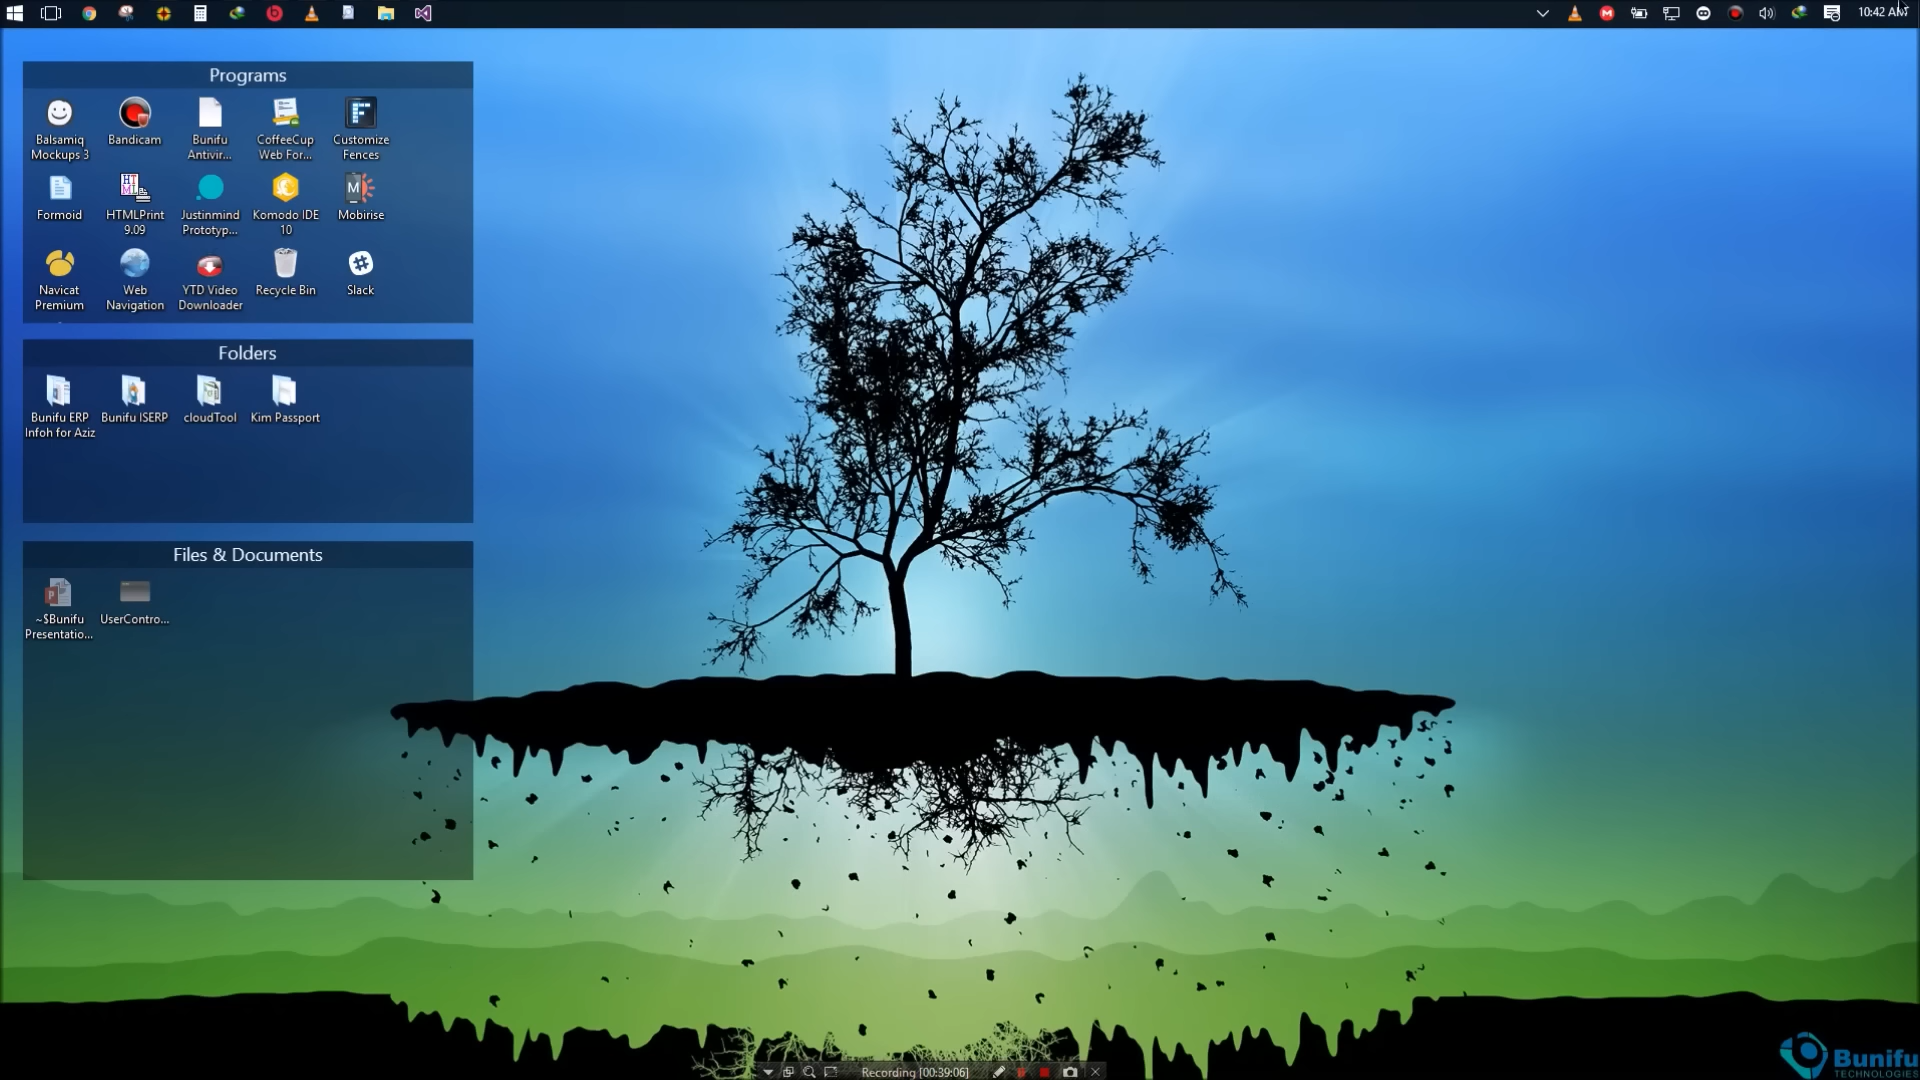 10:42 AM
Programs
Balsamiq
Mockups 3
Bandicam
Bunifu
Antivir...
CoffeeCup
Web For...
Customize
Fences
Formoid
HTMLPrint
9.09
Justinmind
Prototyp...
Komodo IDE
10
Mobirise
Navicat
Premium
Web
Navigation
YTD Video
Downloader
Recycle Bin
Slack
Folders
Bunifu ERP
Infoh for Aziz
Bunifu ISERP
cloudTool
Kim Passport
Files & Documents
~$Bunifu
Presentatio...
UserContro...
Recording [00:39:06]
Bunifu
TECHNOLOGIES